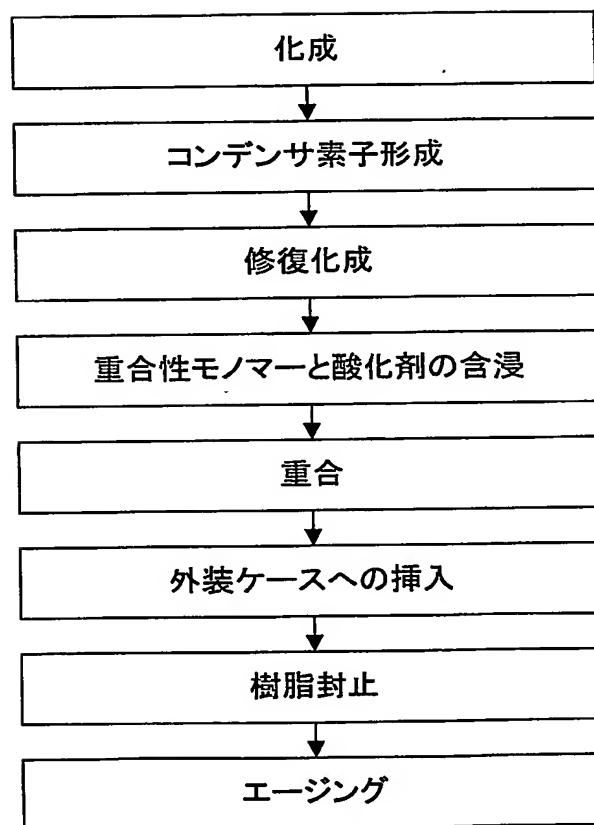 化成
コンデンサ素子形成
修復化成
重合性モノマーと酸化剤の含浸
重合
外装ケースへの挿入
樹脂封止
エージング